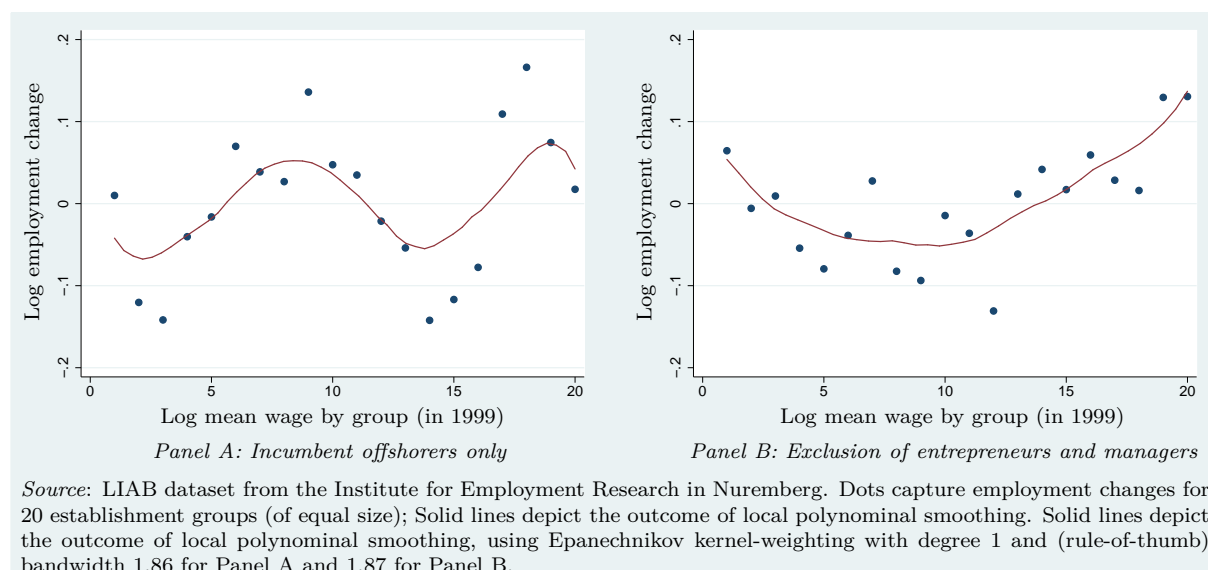 .2
.1
0
-.1
-.2
Log employment change
0 5 10 15 20
Log mean wage by group (in 1999)
Panel A: Incumbent offshorers only
.2
.1
0
-.1
-.2
Log employment change
0 5 10 15 20
Log mean wage by group (in 1999)
Panel B: Exclusion of entrepreneurs and managers
Source: LIAB dataset from the Institute for Employment Research in Nuremberg. Dots capture employment changes for
20 establishment groups (of equal size); Solid lines depict the outcome of local polynominal smoothing. Solid lines depict
the outcome of local polynominal smoothing, using Epanechnikov kernel-weighting with degree 1 and (rule-of-thumb)
bandwidth 1.86 for Panel A and 1.87 for Panel B.